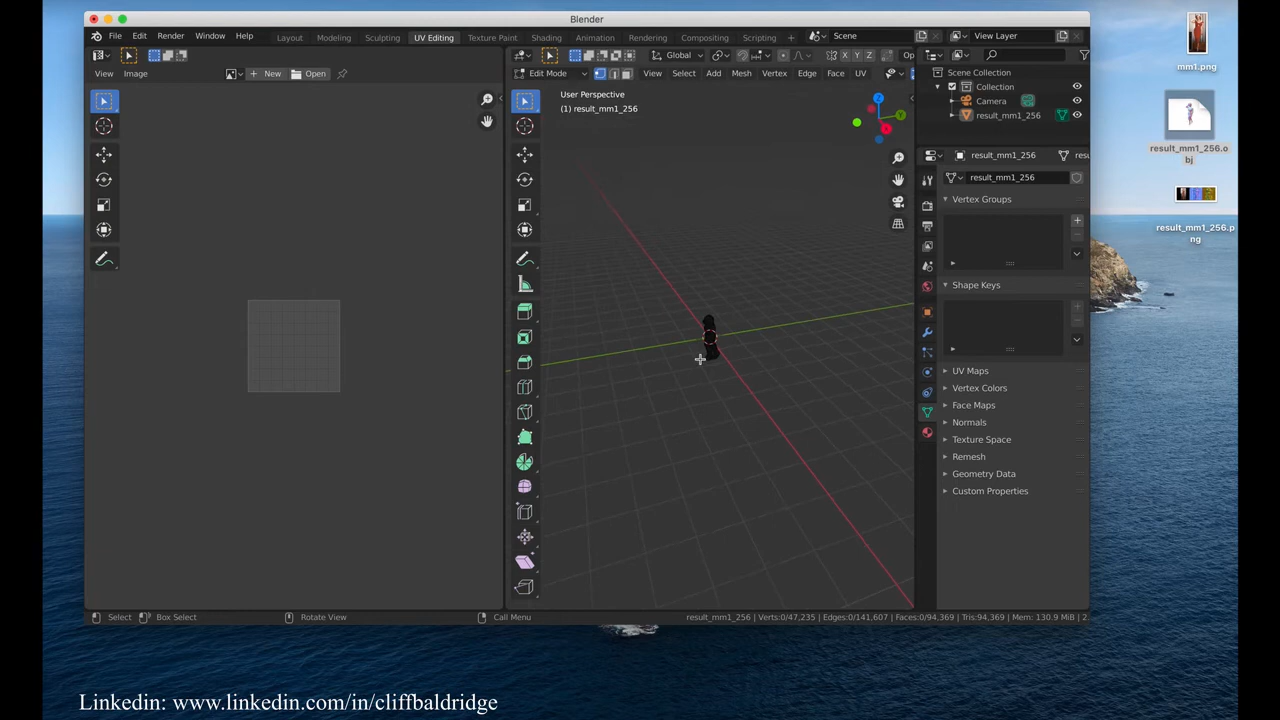 Blender
File Edit Render Window Help
Layout Modeling Sculpting UV Editing Texture Paint Shading Animation Rendering Compositing Scripting +
Scene
View Layer
Global
Op
View Image
New Open
Edit Mode
View Select Add Mesh Vertex Edge Face UV
User Perspective
(1) result_mm1_256
Z
Y
X
Scene Collection
Collection
Camera
result_mm1_256
result_mm1_256
resu
result_mm1_256
Vertex Groups
Shape Keys
UV Maps
Vertex Colors
Face Maps
Normals
Texture Space
Remesh
Geometry Data
Custom Properties
Select Box Select Rotate View Call Menu
result_mm1_256 | Verts:0/47,235 | Edges:0/141,607 | Faces:0/94,369 | Tris:94,369 | Mem: 130.9 MiB | 2.
mm1.png
result_mm1_256.o
bj
result_mm1_256.p
ng
Linkedin: www.linkedin.com/in/cliffbaldridge